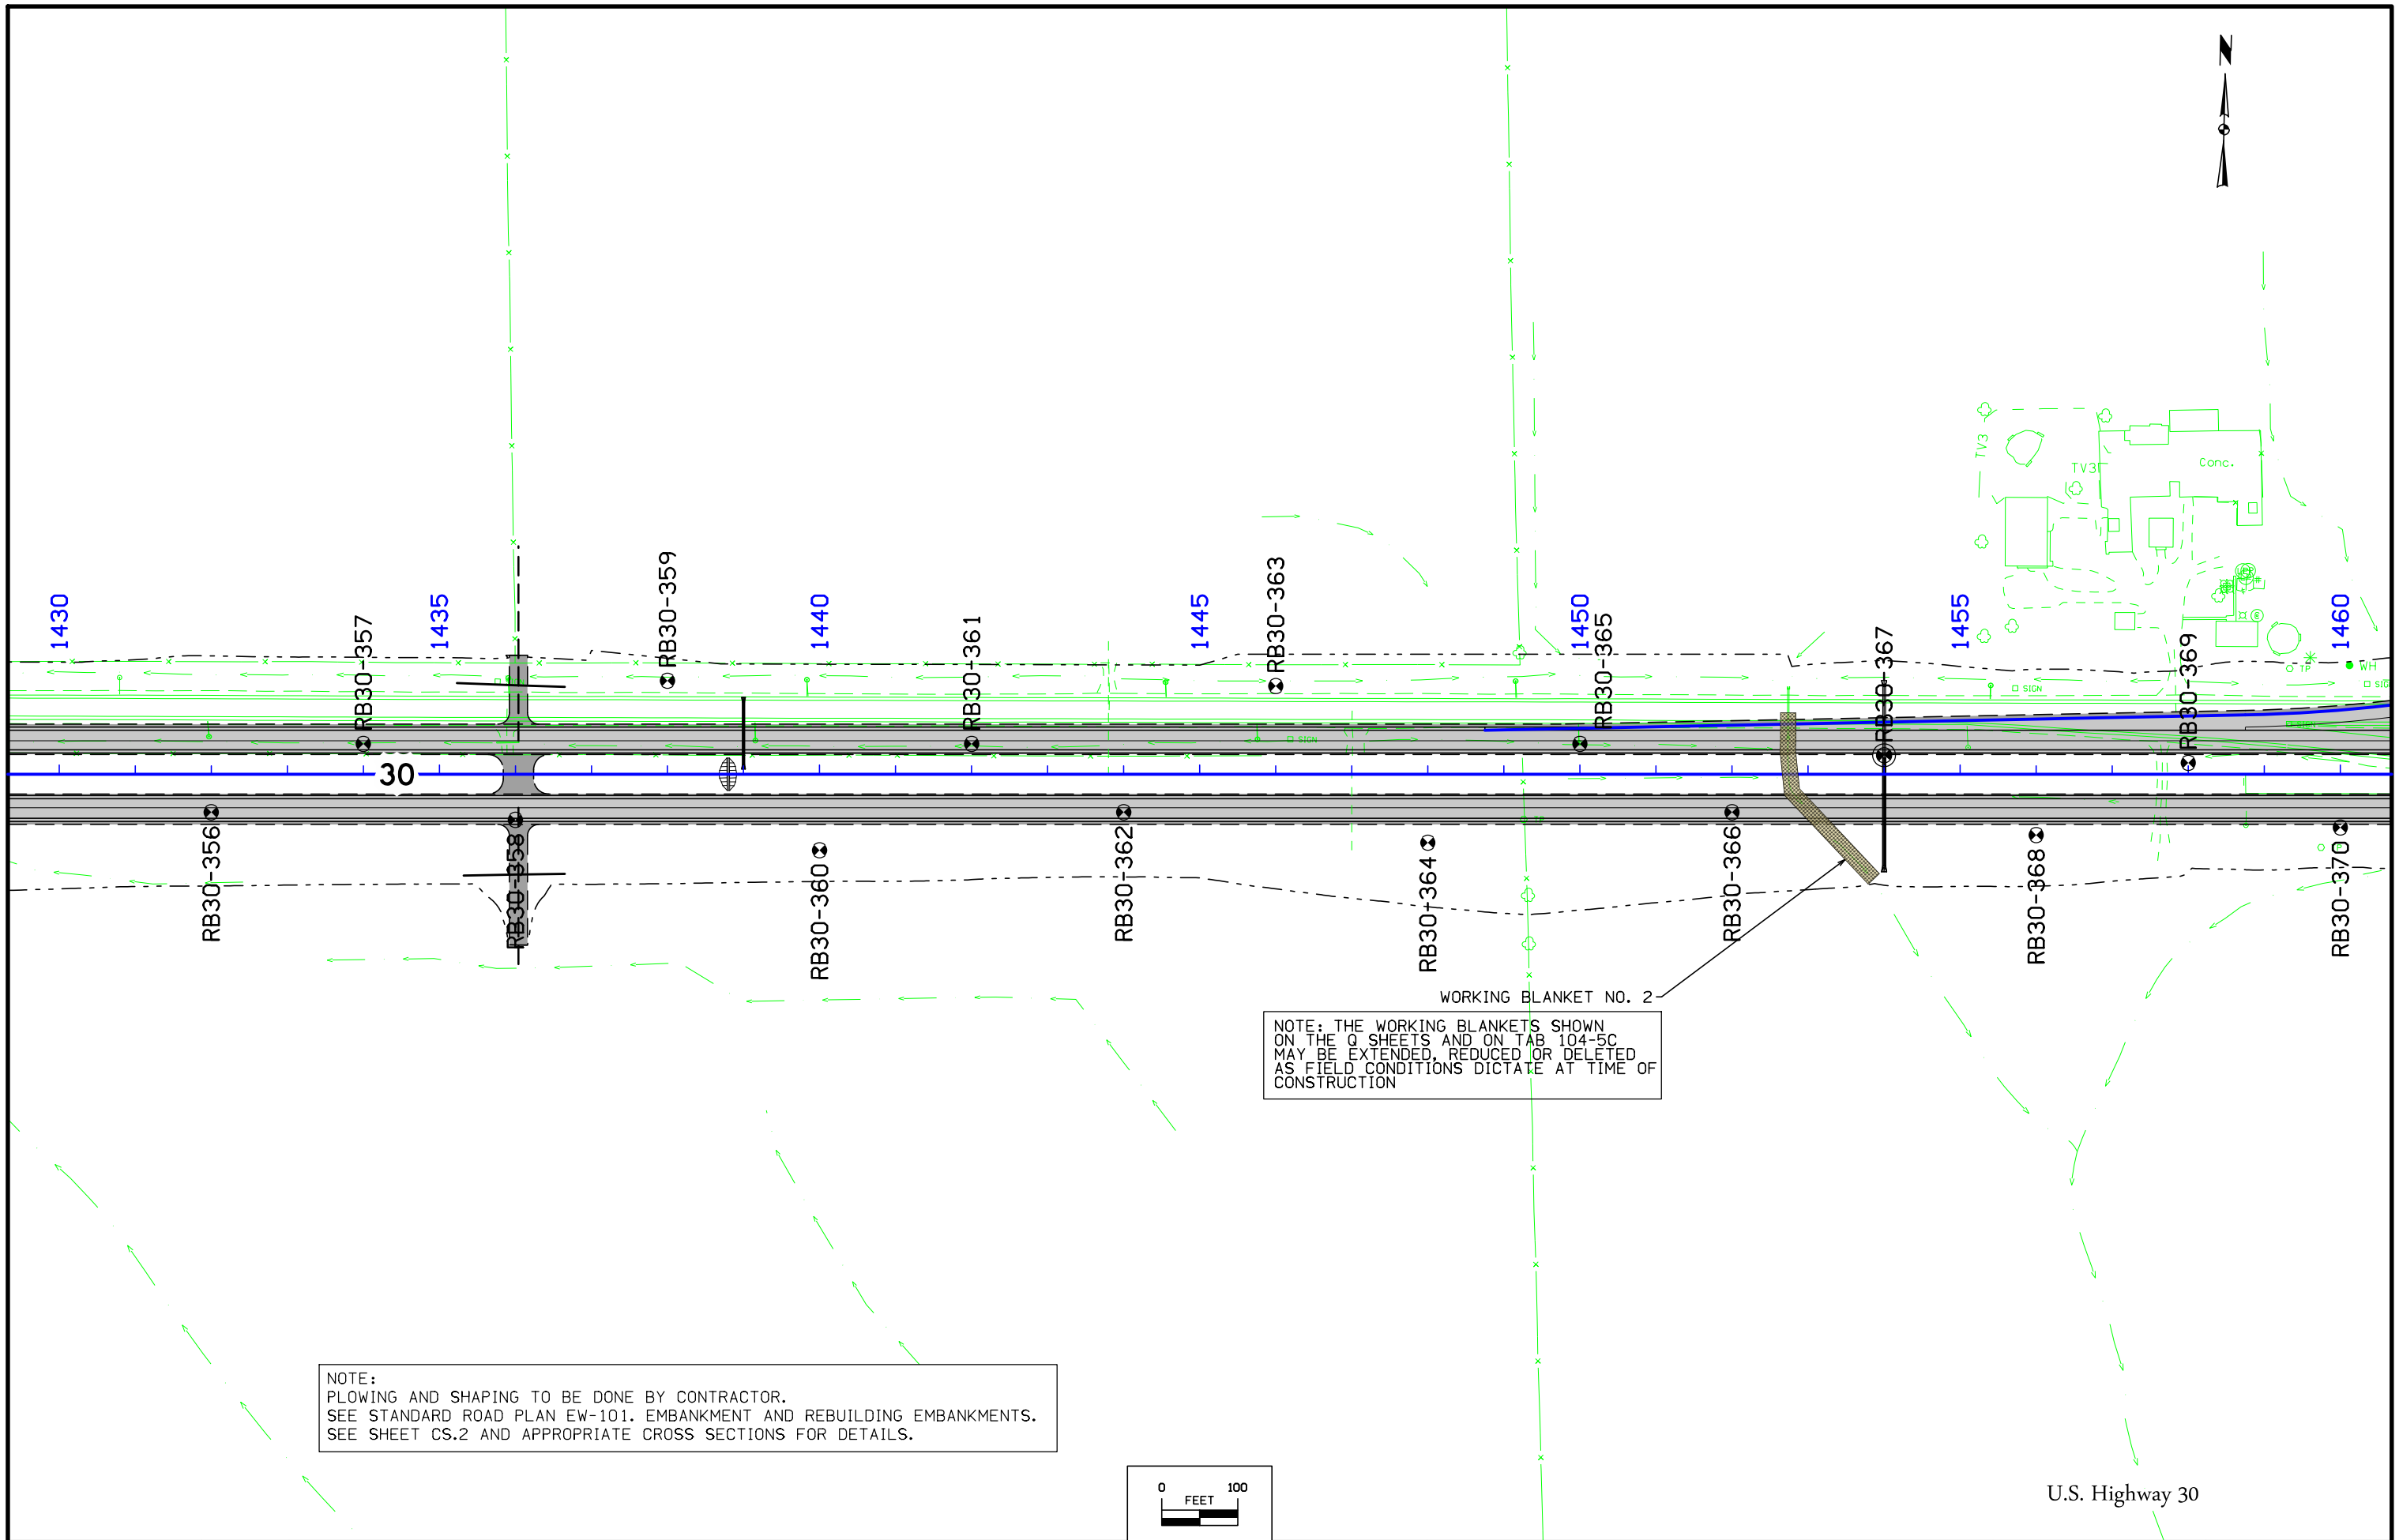 N
TV3
TV3
Conc.
1430
1435
1440
1445
1450
1455
1460
RB30-357
RB30-359
RB30-361
RB30-363
RB30-365
RB30-367
RB30-369
TP
WH
SIGN
SIGN
30
TP
RB30-356
RB30-358
RB30-360
RB30-362
RB30-364
RB30-366
RB30-368
RB30-370
WORKING BLANKET NO. 2
NOTE: THE WORKING BLANKETS SHOWN
ON THE Q SHEETS AND ON TAB 104-5C
MAY BE EXTENDED, REDUCED OR DELETED
AS FIELD CONDITIONS DICTATE AT TIME OF
CONSTRUCTION
NOTE:
PLOWING AND SHAPING TO BE DONE BY CONTRACTOR.
SEE STANDARD ROAD PLAN EW-101. EMBANKMENT AND REBUILDING EMBANKMENTS.
SEE SHEET CS.2 AND APPROPRIATE CROSS SECTIONS FOR DETAILS.
0 100
FEET
U.S. Highway 30